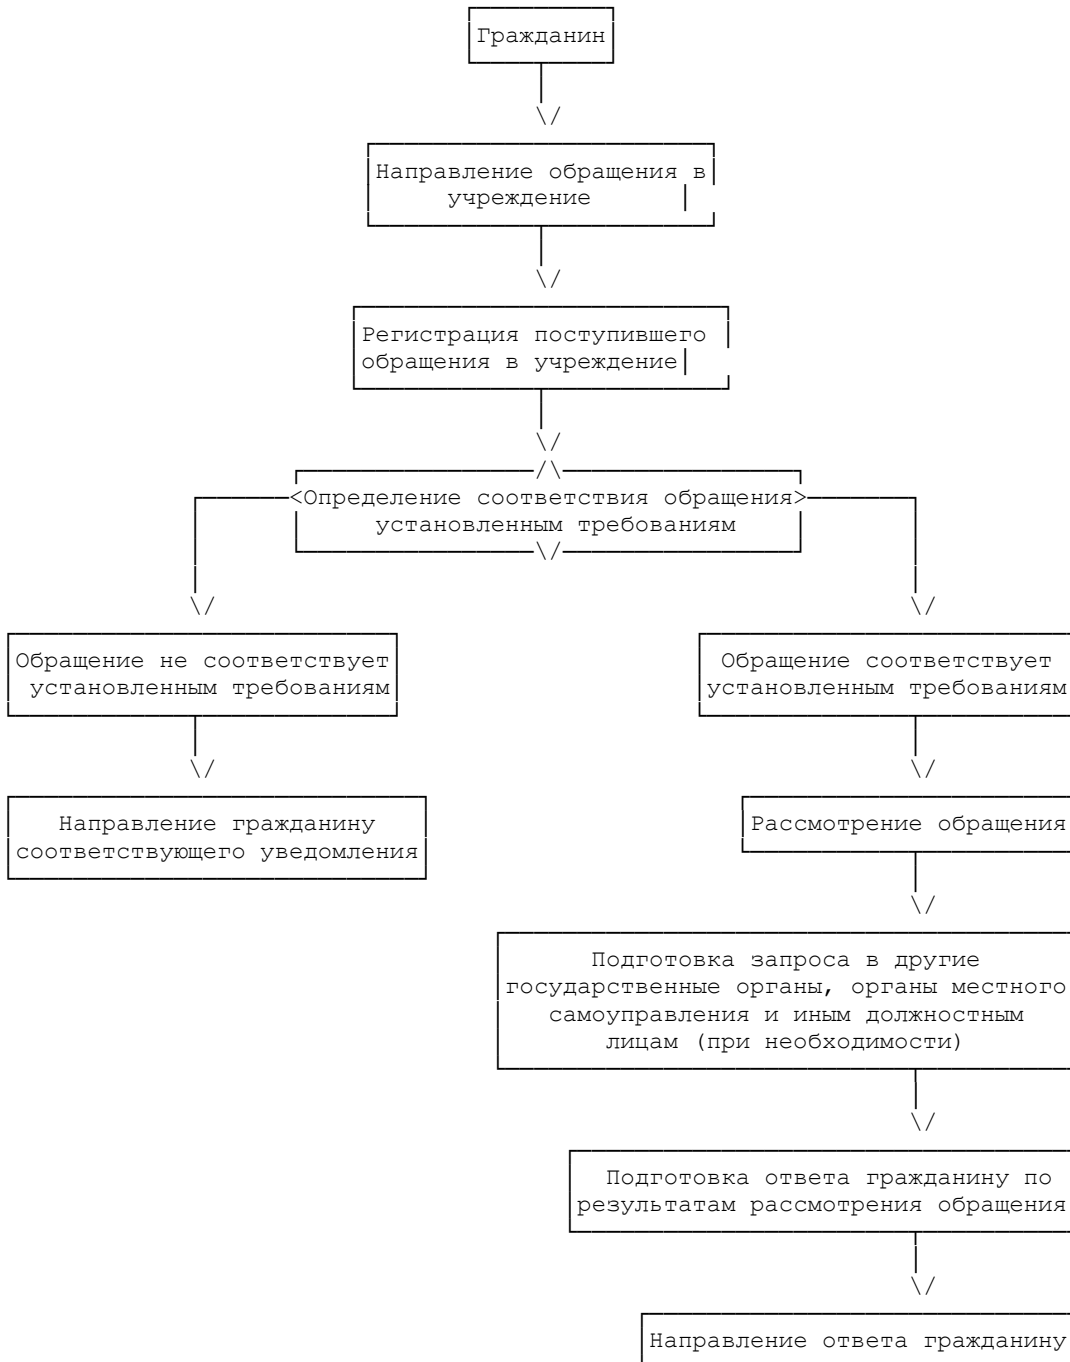 Гражданин
Направление обращения в
учреждение
Регистрация поступившего
обращения в учреждение
Определение соответствия обращения
установленным требованиям
Обращение не соответствует
установленным требованиям
Обращение соответствует
установленным требованиям
Направление гражданину
соответствующего уведомления
Рассмотрение обращения
Подготовка запроса в другие
государственные органы, органы местного
самоуправления и иным должностным
лицам (при необходимости)
Подготовка ответа гражданину по
результатам рассмотрения обращения
Направление ответа гражданину